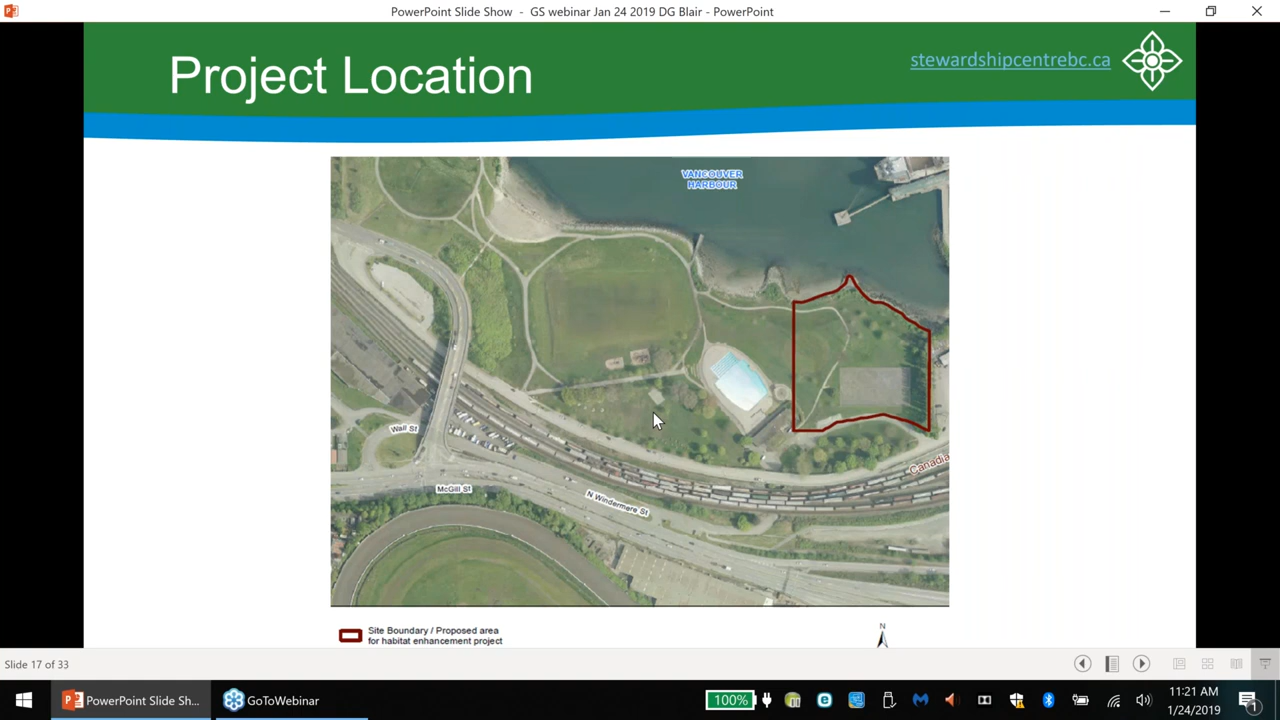 PowerPoint Slide Show - GS webinar Jan 24 2019 DG Blair - PowerPoint
Project Location
stewardshipcentrebc.ca
VANCOUVER
HARBOUR
Wall St
McGill St
N Windermere St
Canadia
Site Boundary / Proposed area
for habitat enhancement project
N
Slide 17 of 33
PowerPoint Slide Sh...
GoToWebinar
100%
11:21 AM
1/24/2019
1